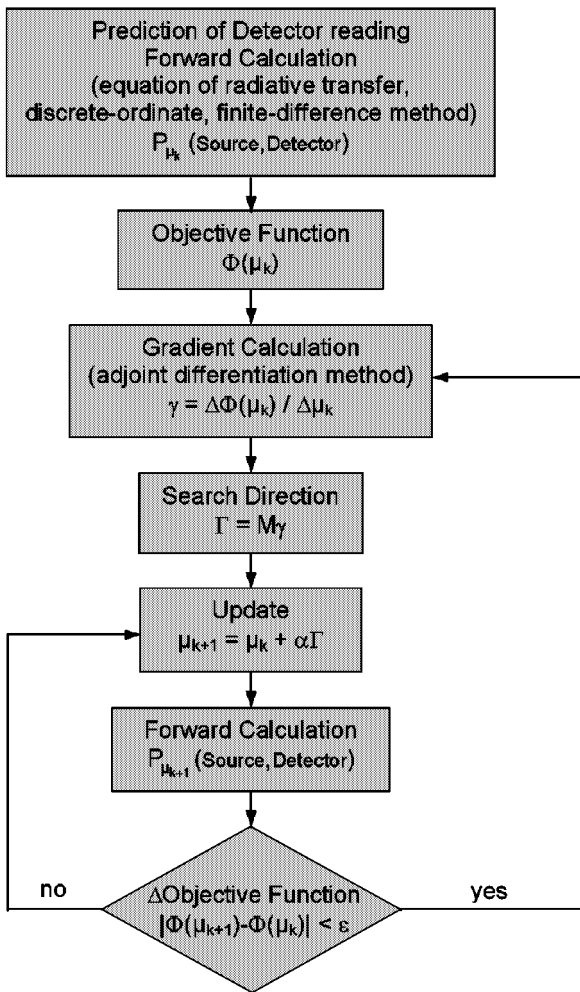 Prediction of Detector reading
Forward Calculation
(equation of radiative transfer,
discrete-ordinate, finite-difference method)
Pμk (Source,Detector)
Objective Function
Φ(μk)
Gradient Calculation
(adjoint differentiation method)
γ = ΔΦ(μk) / Δμk
Search Direction
Γ = Mγ
Update
μk+1 = μk + αΓ
Forward Calculation
Pμk+1 (Source,Detector)
ΔObjective Function
|Φ(μk+1)-Φ(μk)| < ε
no
yes